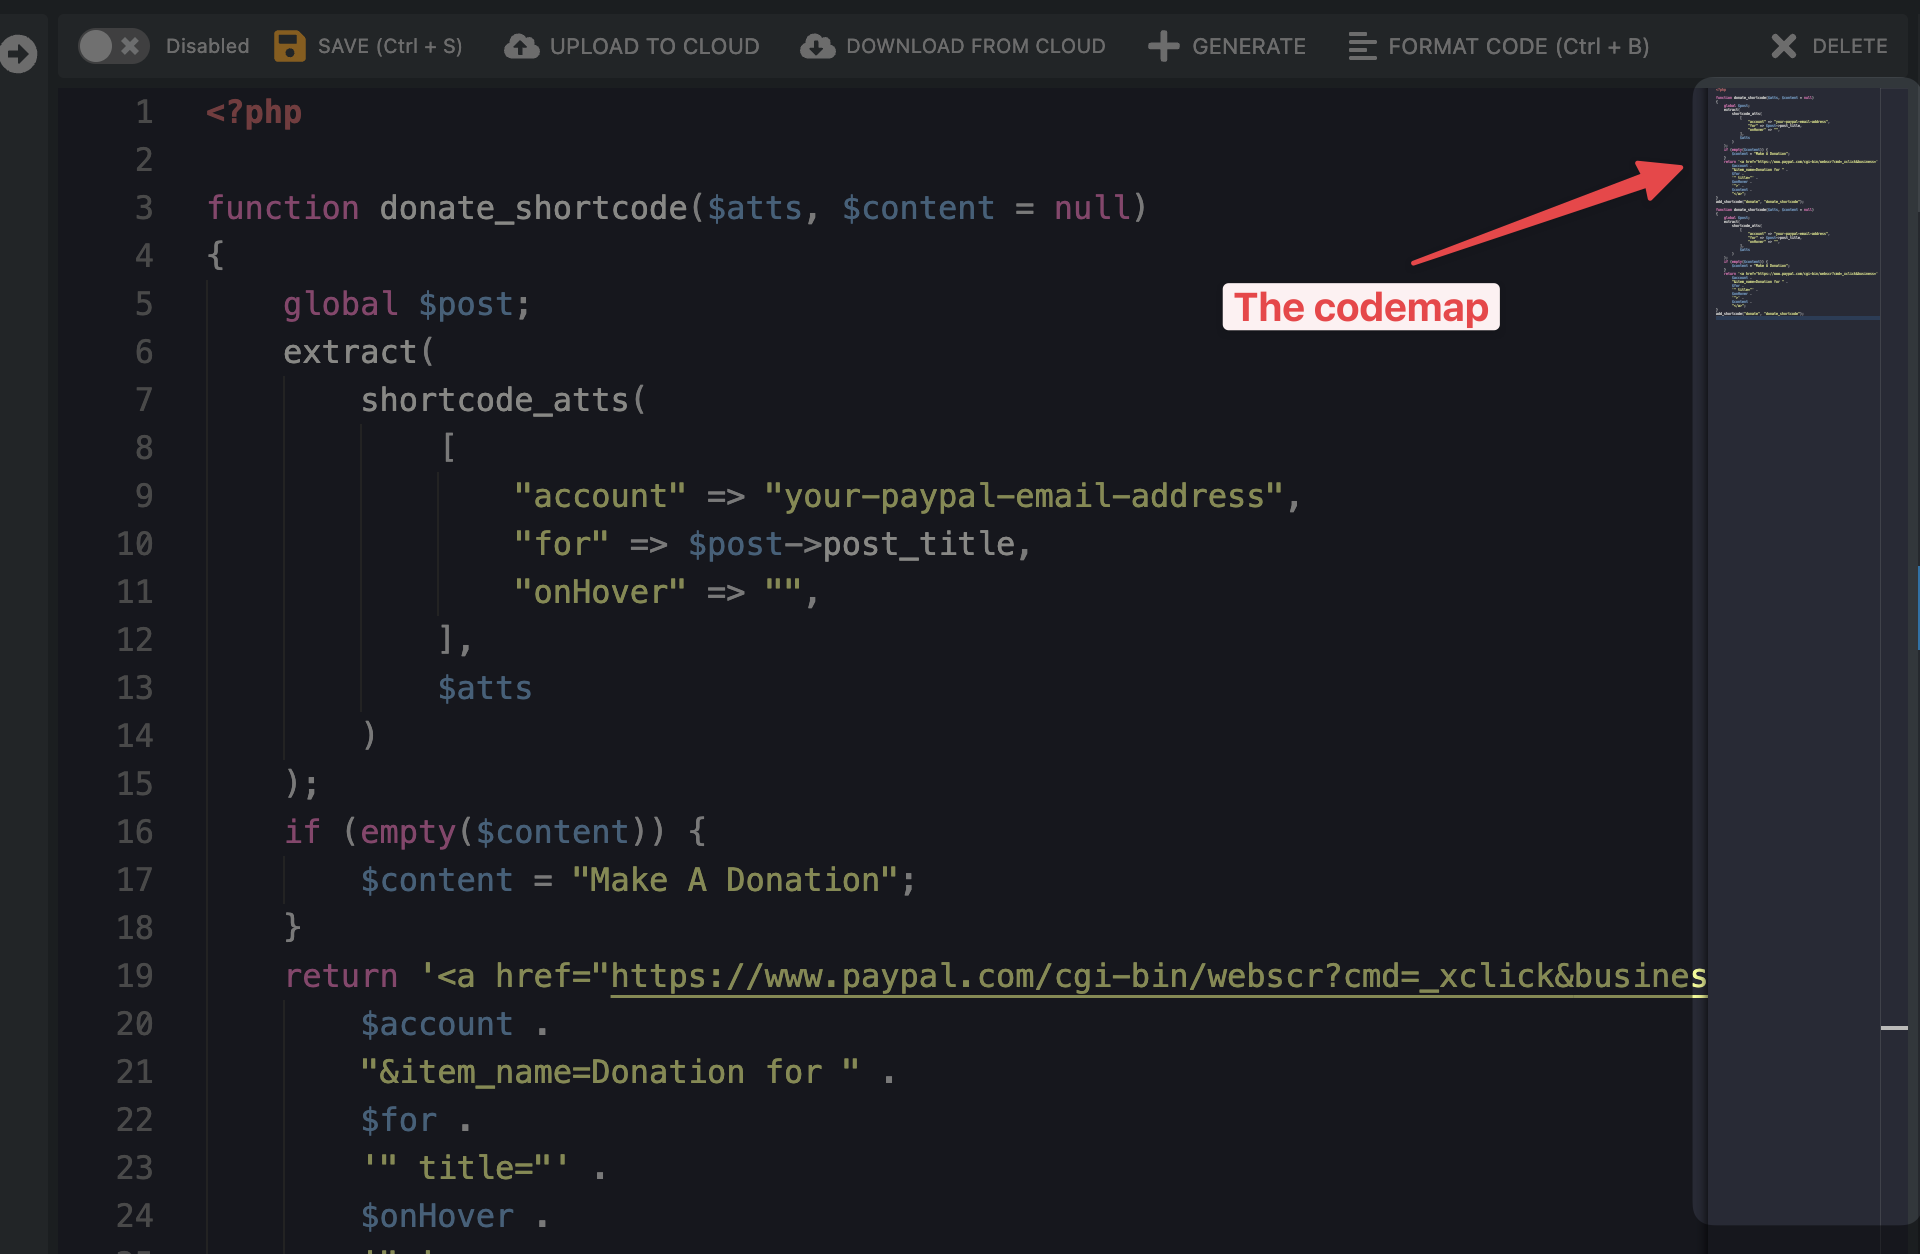 Disabled SAVE (Ctrl + S) UPLOAD TO CLOUD DOWNLOAD FROM CLOUD GENERATE FORMAT CODE (Ctrl + B) DELETE
1 <?php
2
3 function donate_shortcode($atts, $content = null)
4 {
5 global $post;
The codemap
6 extract(
7 shortcode_atts(
8 [
9 "account" => "your-paypal-email-address",
10 "for" => $post->post_title,
11 "onHover" => "",
12 ],
13 $atts
14 )
15 );
16 if (empty($content)) {
17 $content = "Make A Donation";
18 }
19 return '<a href="https://www.paypal.com/cgi-bin/webscr?cmd=_xclick&busines
20 $account .
21 "&item_name=Donation for " .
22 $for .
23 '" title="' .
24 $onHover .